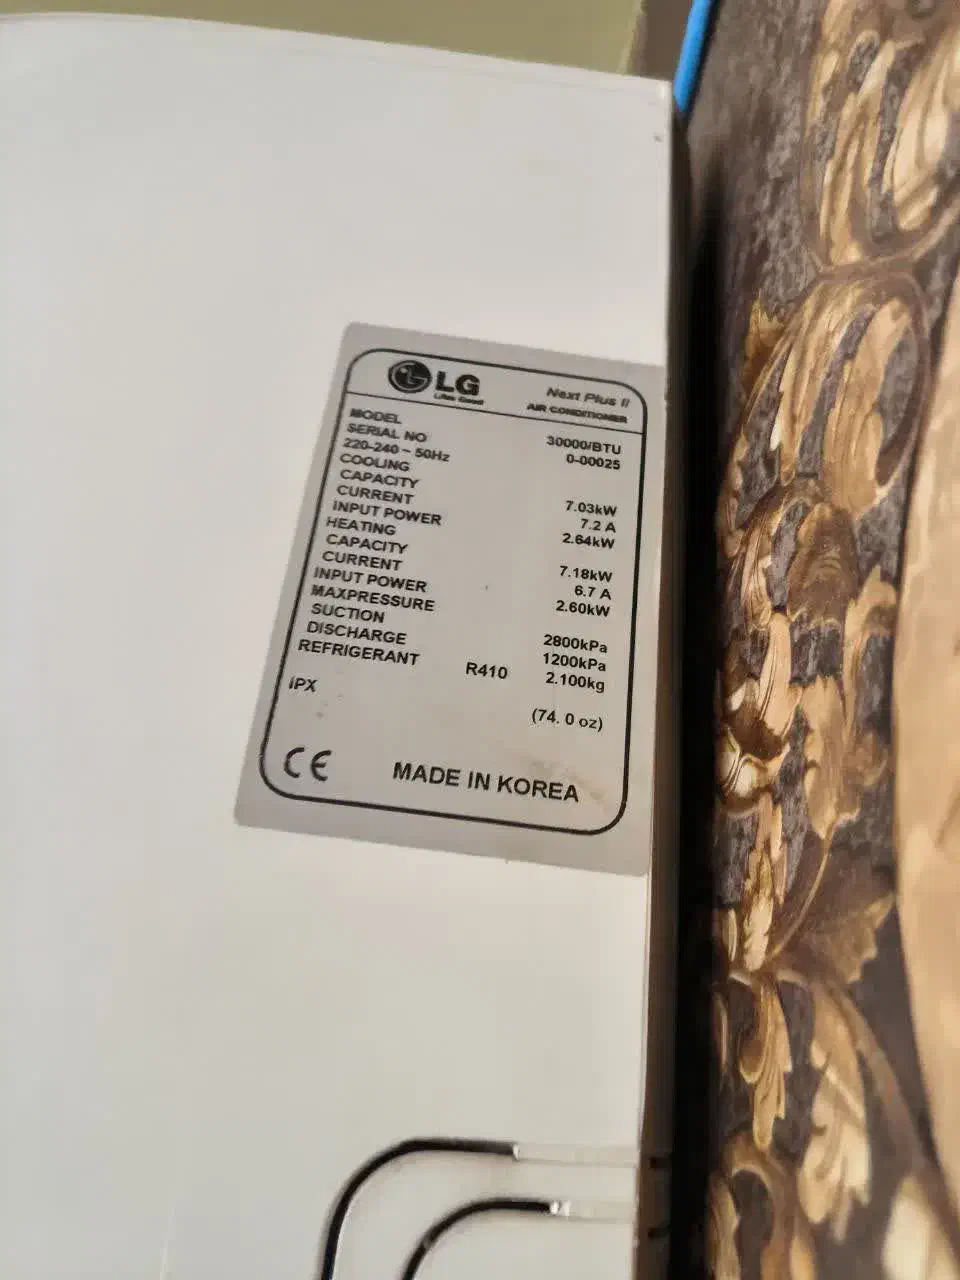 LG
Life's Good
Next Plus II
AIR CONDITIONER
MODEL 30000/BTU
SERIAL NO 0-00025
220-240 ~ 50Hz
COOLING
CAPACITY 7.03kW
CURRENT 7.2 A
INPUT POWER 2.64kW
HEATING
CAPACITY 7.18kW
CURRENT 6.7 A
INPUT POWER 2.60kW
MAXPRESSURE
SUCTION 2800kPa
DISCHARGE 1200kPa
REFRIGERANT R410 2.100kg
IPX (74. 0 oz)
CE MADE IN KOREA